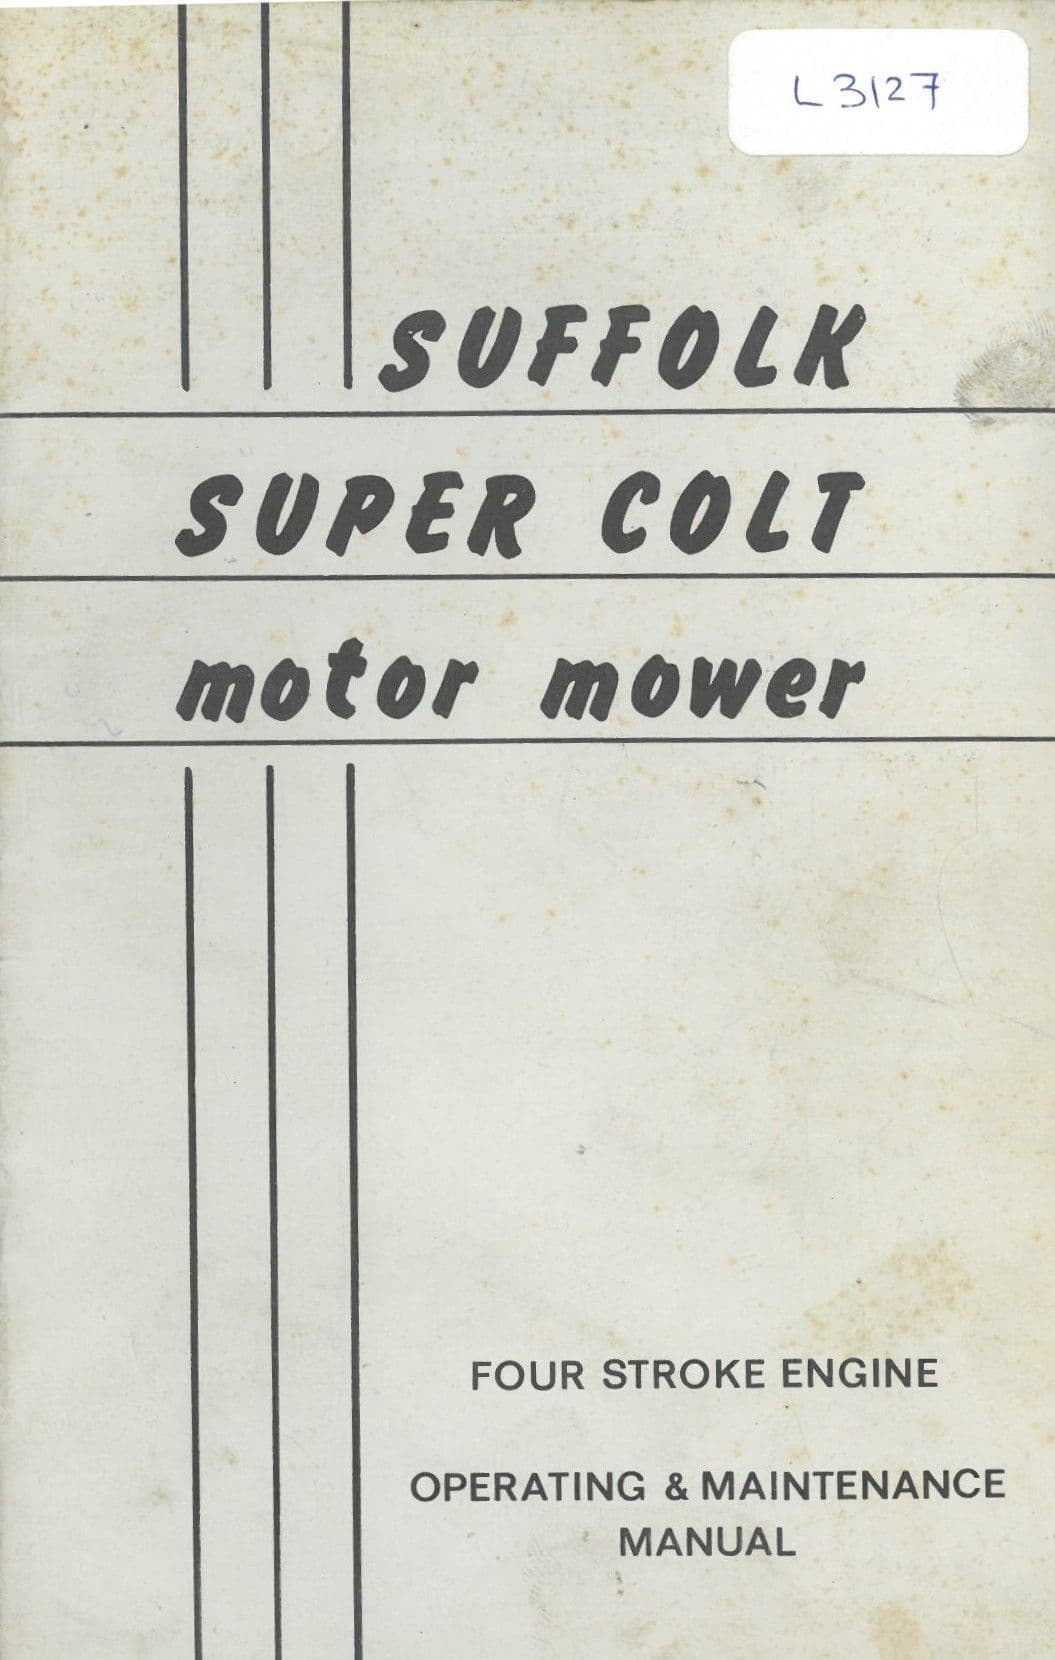 L3127
SUFFOLK
SUPER COLT
motor mower
FOUR STROKE ENGINE
OPERATING & MAINTENANCE
MANUAL